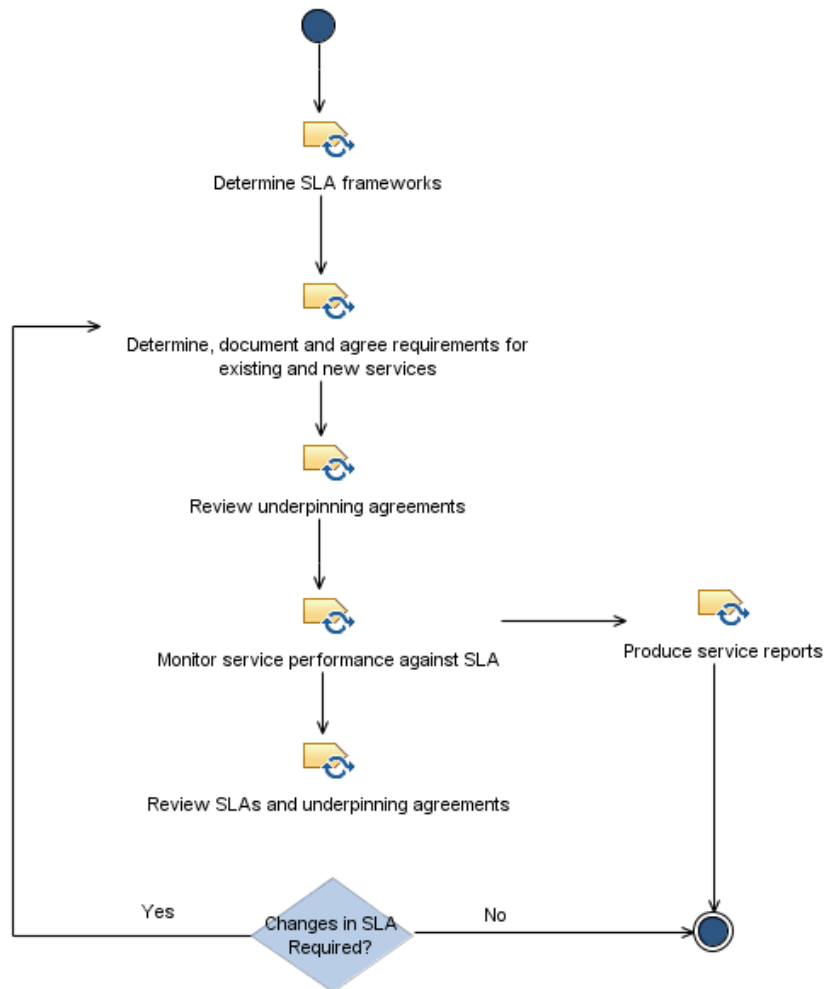 Determine SLA frameworks
Determine, document and agree requirements for
existing and new services
Review underpinning agreements
Monitor service performance against SLA
Produce service reports
Review SLAs and underpinning agreements
Yes
Changes in SLA
Required?
No